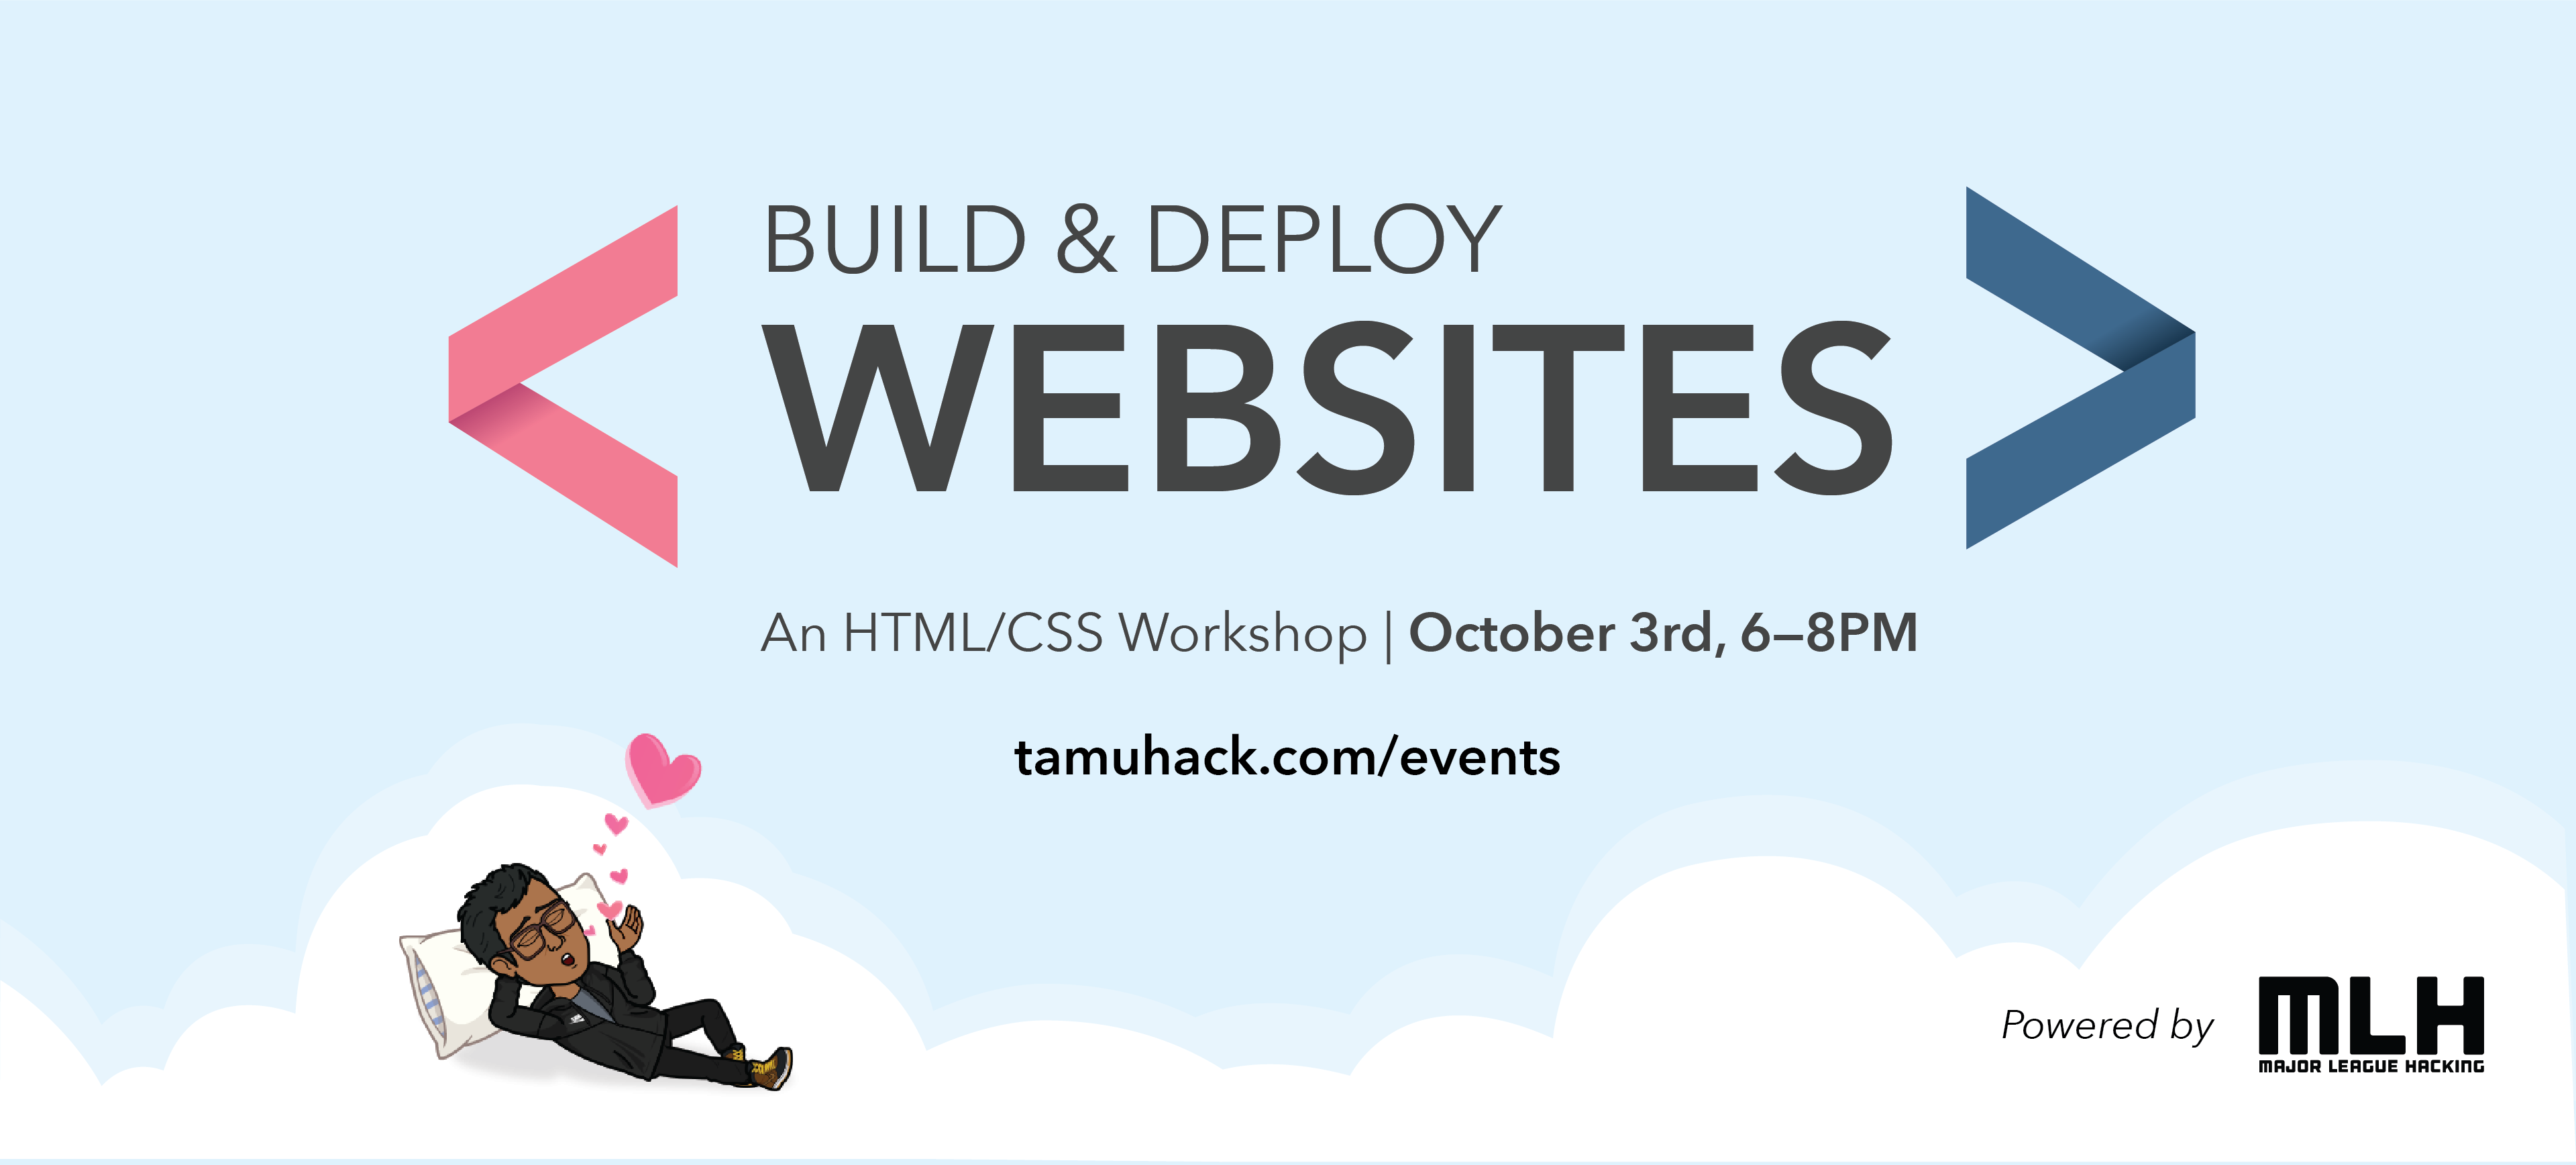 BUILD & DEPLOY
WEBSITES
An HTML/CSS Workshop | October 3rd, 6–8PM
tamuhack.com/events
Powered by
MLH
MAJOR LEAGUE HACKING